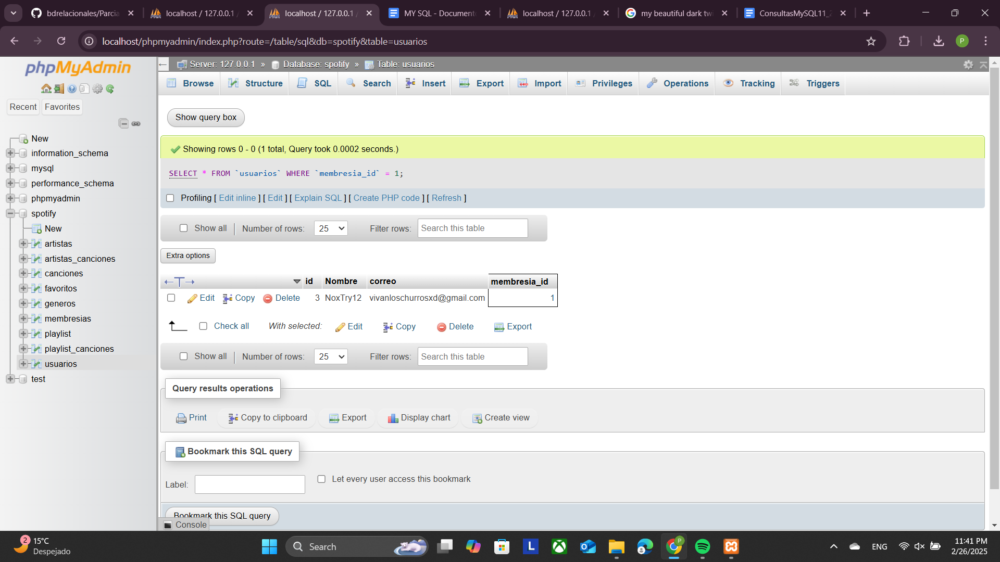 bdrelacionales/Parcia
localhost / 127.0.0.1 /
localhost / 127.0.0.1 /
MY SQL - Document
localhost / 127.0.0.1 /
my beautiful dark tw
ConsultasMySQL11_2
localhost/phpmyadmin/index.php?route=/table/sql&db=spotify&table=usuarios
P
phpMyAdmin
Recent
Favorites
New
information_schema
mysql
performance_schema
phpmyadmin
spotify
New
artistas
artistas_canciones
canciones
favoritos
generos
membresias
playlist
playlist_canciones
usuarios
test
Server: 127.0.0.1 » Database: spotify » Table: usuarios
Browse Structure SQL Search Insert Export Import Privileges Operations Tracking Triggers
Show query box
Showing rows 0 - 0 (1 total, Query took 0.0002 seconds.)
SELECT * FROM `usuarios` WHERE `membresia_id` = 1;
Profiling [ Edit inline ] [ Edit ] [ Explain SQL ] [ Create PHP code ] [ Refresh ]
Show all Number of rows: 25 Filter rows: Search this table
Extra options
id Nombre correo membresia_id
Edit Copy Delete 3 NoxTry12 vivanloschurrosxd@gmail.com 1
Check all With selected: Edit Copy Delete Export
Show all Number of rows: 25 Filter rows: Search this table
Query results operations
Print Copy to clipboard Export Display chart Create view
Bookmark this SQL query
Label: Let every user access this bookmark
Bookmark this SQL query
Console
2
15°C
Despejado
Search
L
P
ENG
11:41 PM
2/26/2025